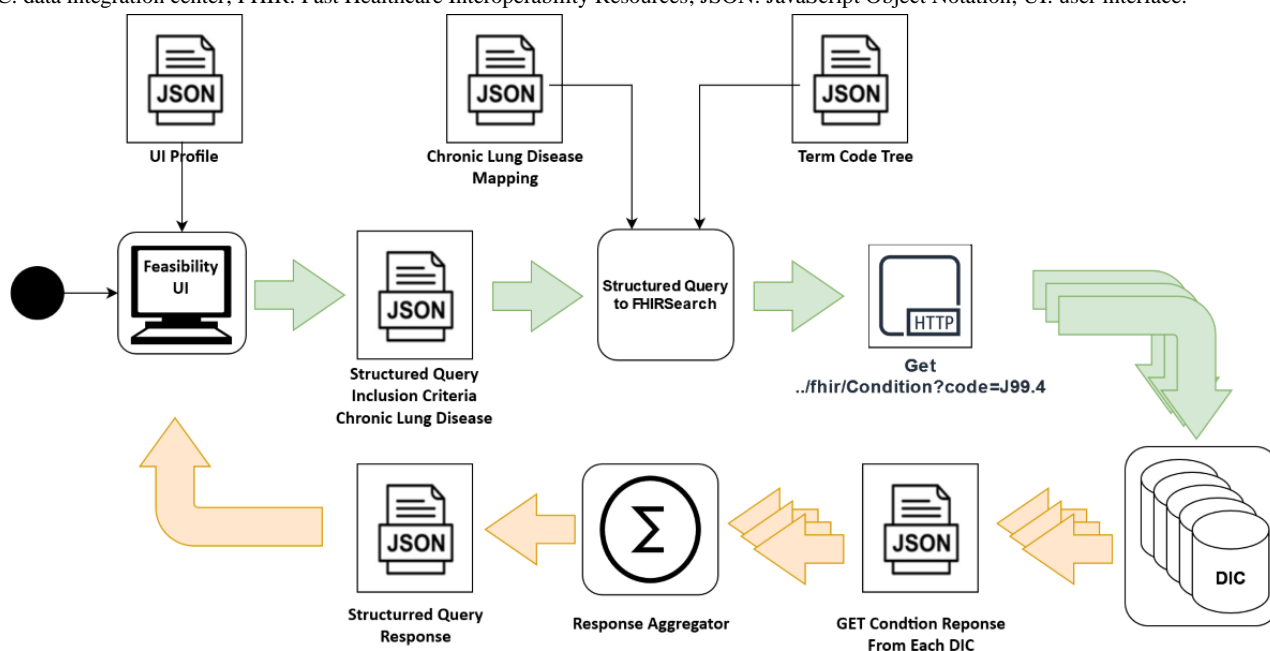 C: data integration center; FHIR: Fast Healthcare Interoperability Resources; JSON: JavaScript Object Notation; UI: user interface.
JSON
UI Profile
JSON
Chronic Lung Disease
Mapping
JSON
Term Code Tree
Feasibility
UI
JSON
Structured Query
Inclusion Criteria
Chronic Lung Disease
Structured Query
to FHIRSearch
HTTP
Get
../fhir/Condition?code=J99.4
JSON
Structurred Query
Response
Σ
Response Aggregator
JSON
GET Condtion Reponse
From Each DIC
DIC